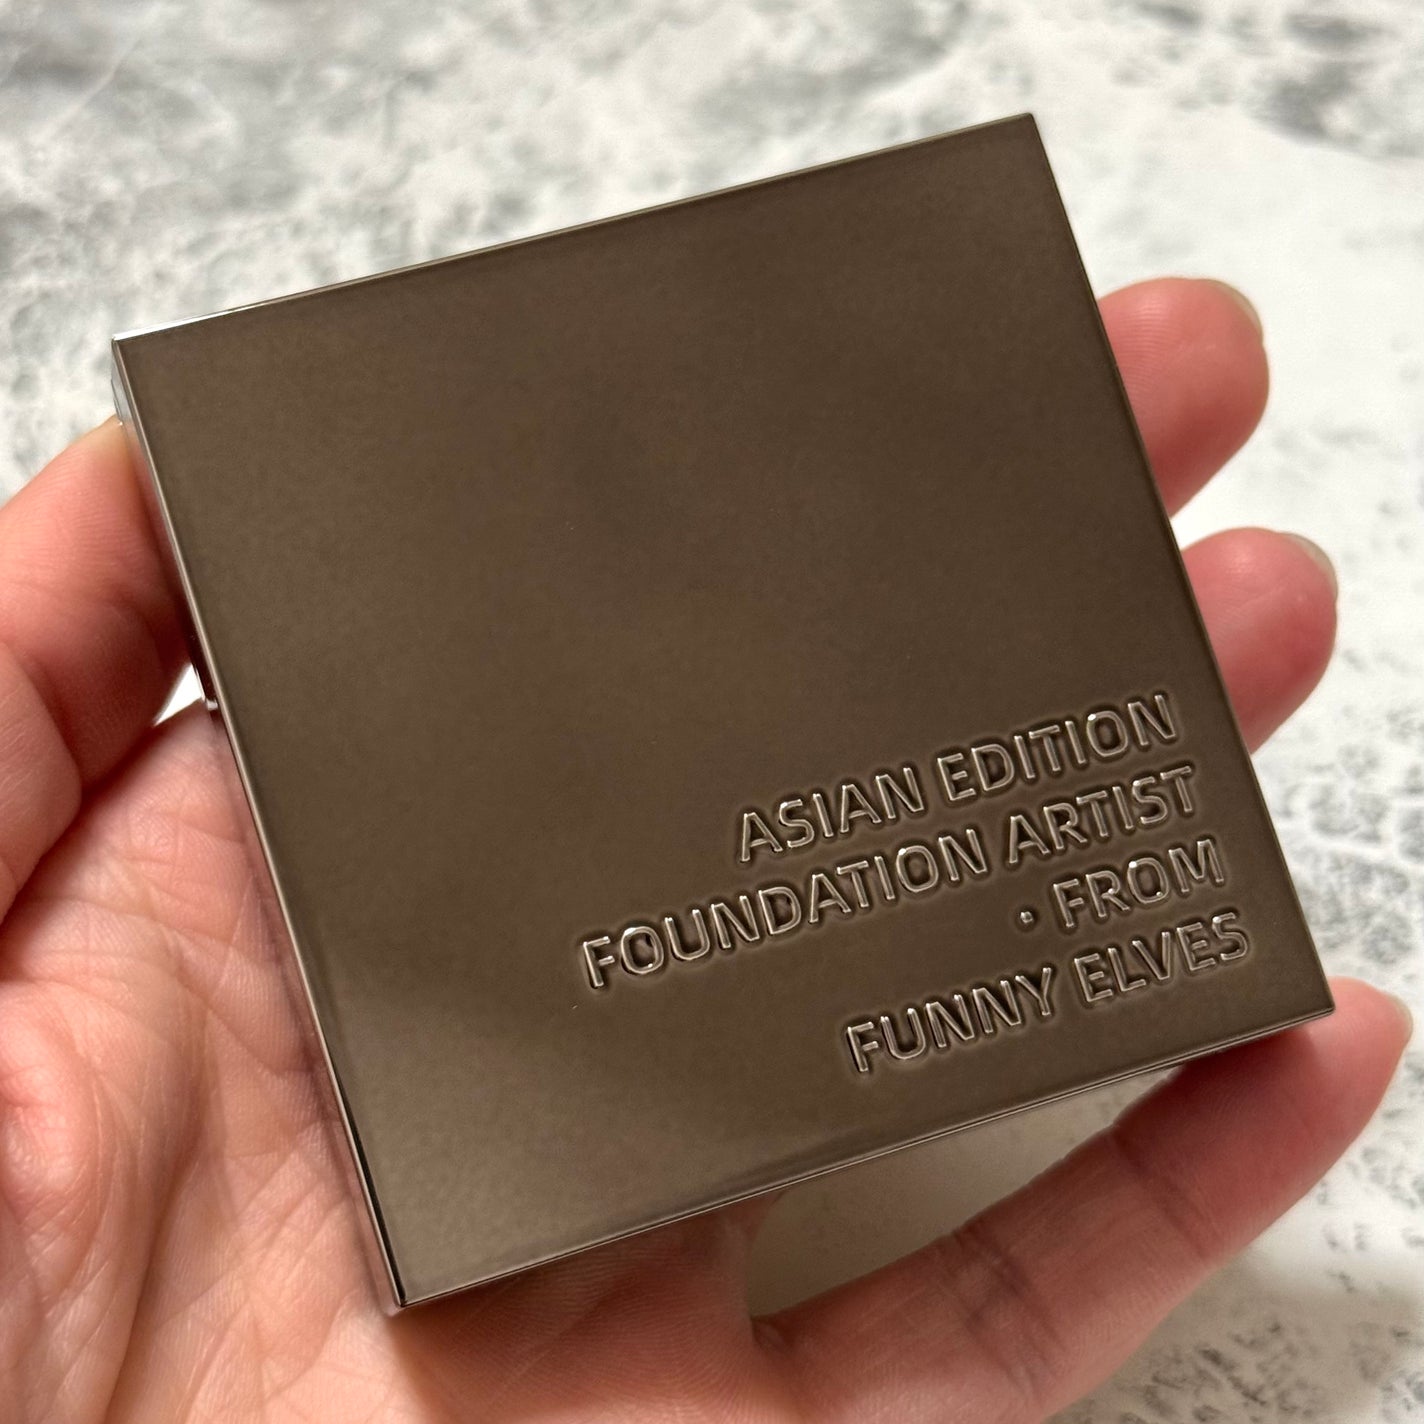 ASIAN EDITION
FOUNDATION ARTIST
· FROM
FUNNY ELVES